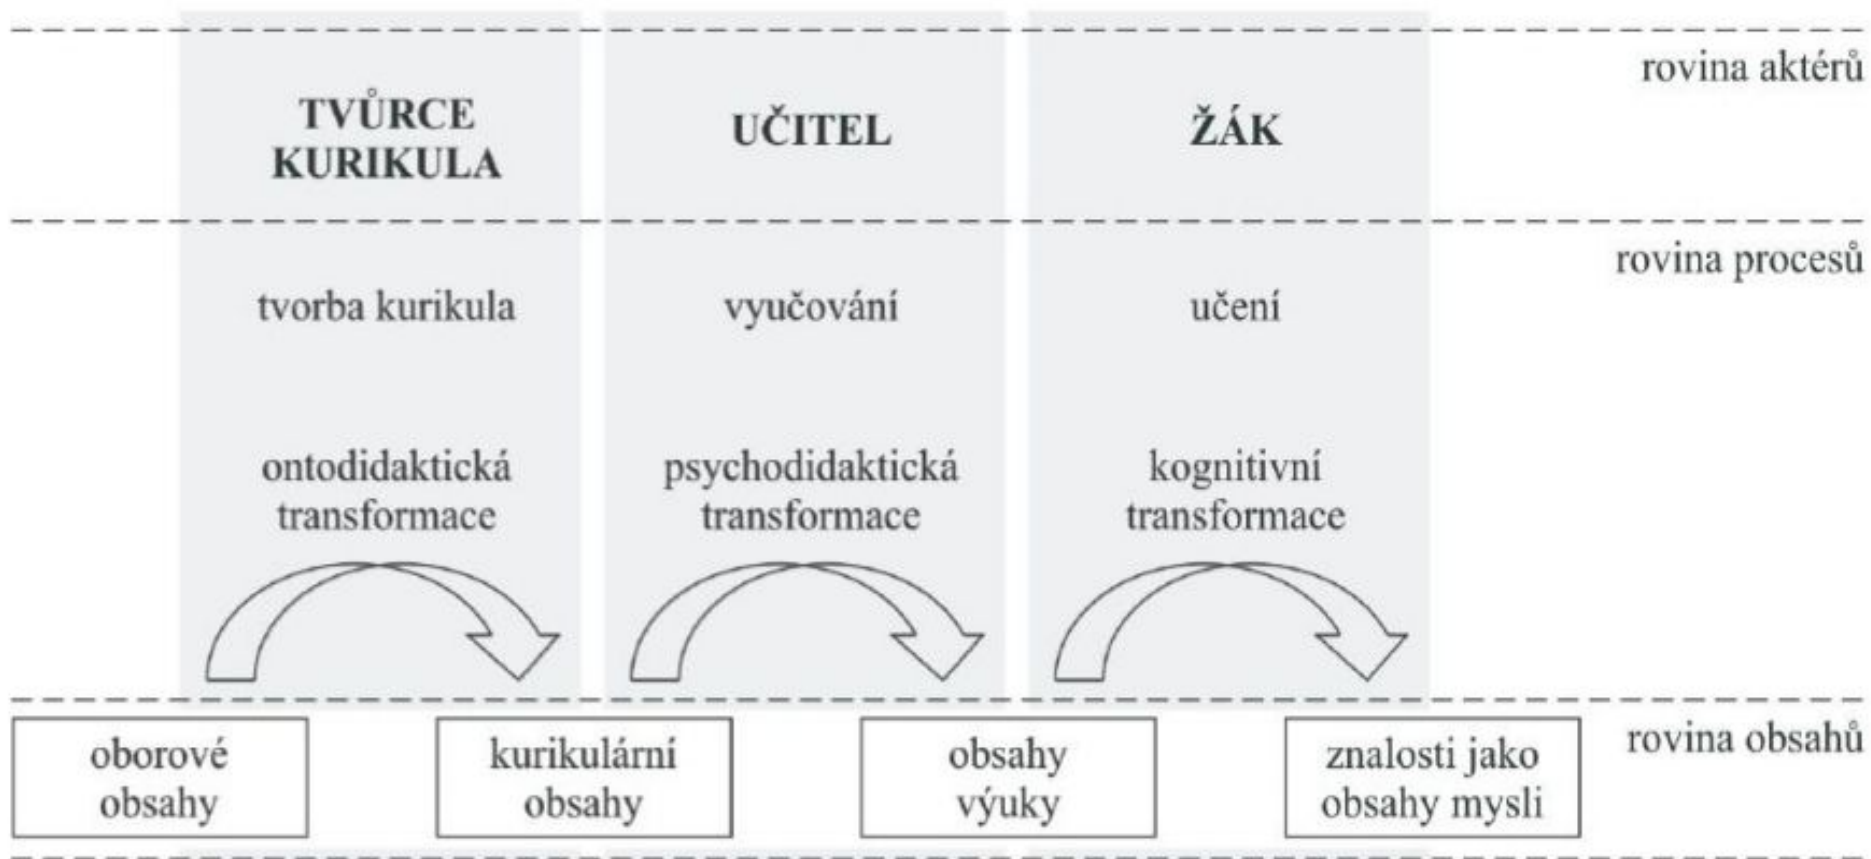 rovina aktérů
TVŮRCE
KURIKULA
UČITEL
ŽÁK
rovina procesů
tvorba kurikula
vyučování
učení
ontodidaktická
transformace
psychodidaktická
transformace
kognitivní
transformace
oborové
obsahy
kurikulární
obsahy
obsahy
výuky
znalosti jako
obsahy mysli
rovina obsahů